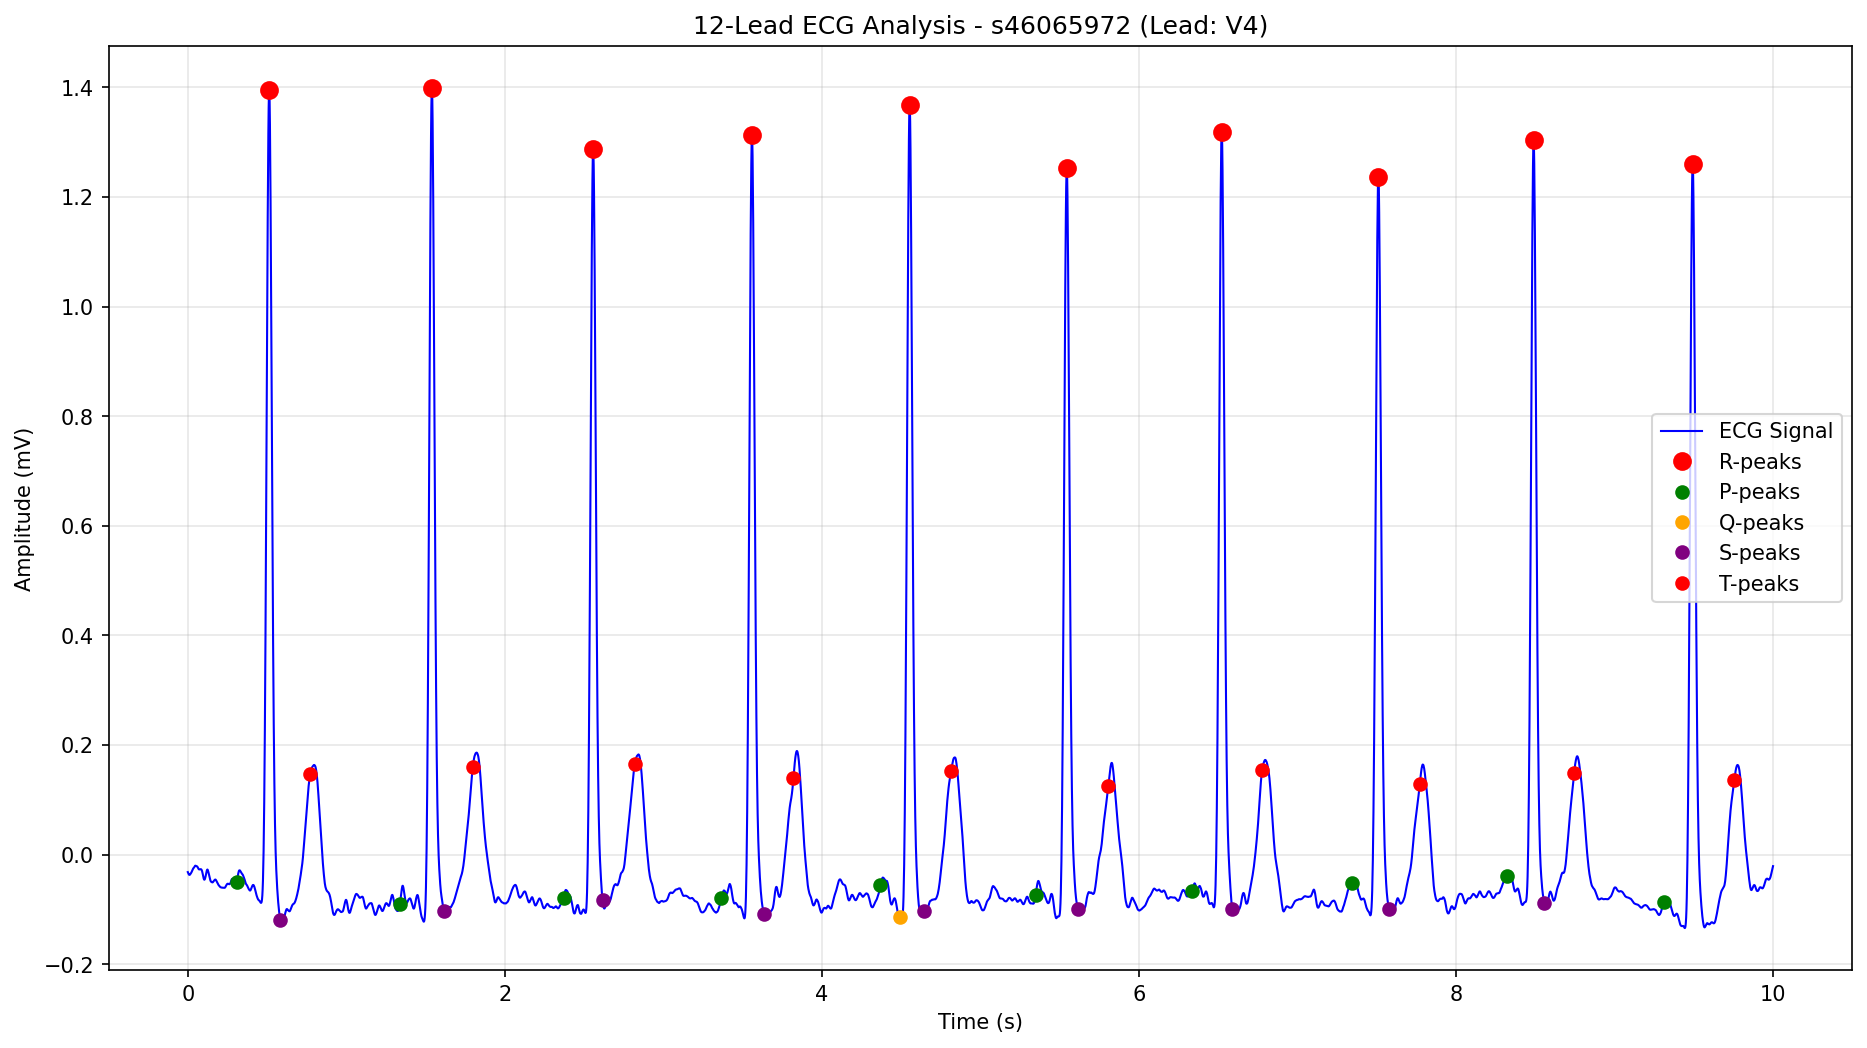 12-Lead ECG Analysis - s46065972 (Lead: V4)
Amplitude (mV)
1.4
1.2
1.0
0.8
0.6
0.4
0.2
0.0
−0.2
ECG Signal
R-peaks
P-peaks
Q-peaks
S-peaks
T-peaks
0 2 4 6 8 10
Time (s)